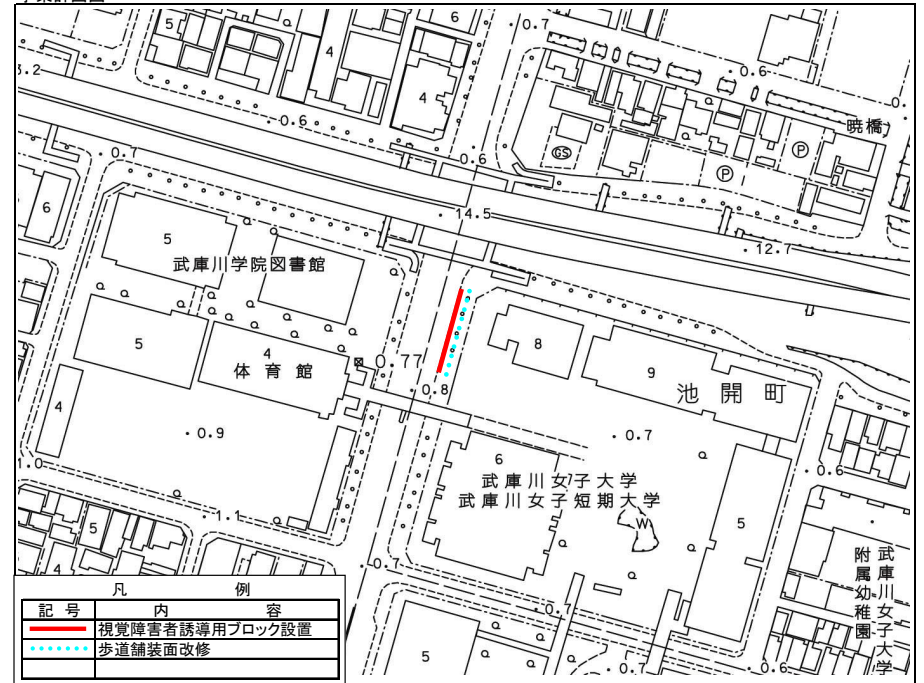 5
6
0.7
4
3.2
4
0.6
0.6
暁橋
GS
P
P
0.7
0.6
6
14.5
12.7
5
武庫川学院図書館
5
4
体育館
0.77
8
9
池開町
4
0.8
0.9
0.7
1.0
6
武庫川女子大学
武庫川女子短期大学
0.6
5
W
1.1
5
4
0.7
武庫川女子大学
附属幼稚園
0.7
5
0.7
0.6
凡 例
記号 内 容
視覚障害者誘導用ブロック設置
歩道舗装面改修